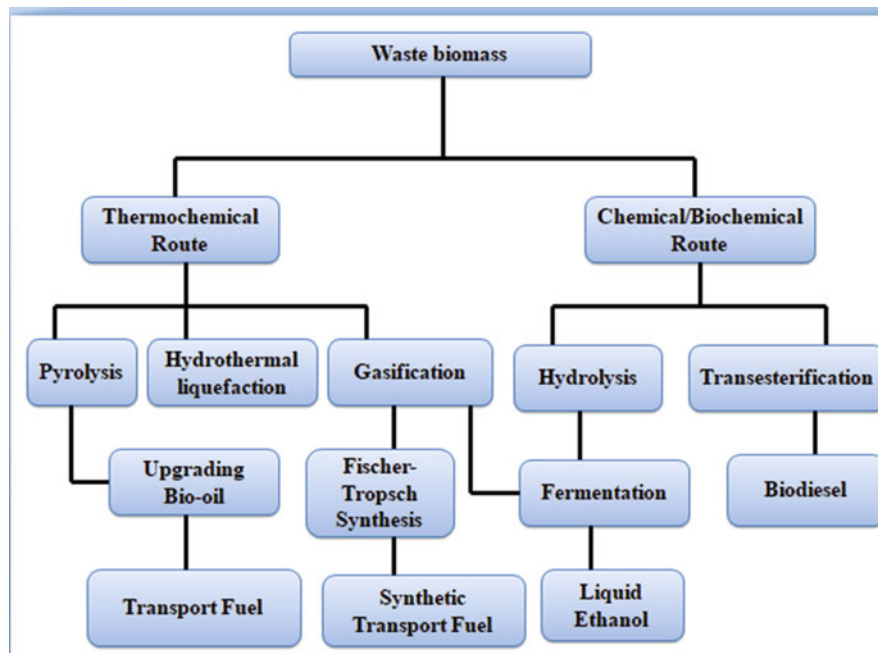 Waste biomass
Thermochemical
Route
Chemical/Biochemical
Route
Pyrolysis
Hydrothermal
liquefaction
Gasification
Hydrolysis
Transesterification
Upgrading
Bio-oil
Fischer-
Tropsch
Synthesis
Fermentation
Biodiesel
Transport Fuel
Synthetic
Transport Fuel
Liquid
Ethanol